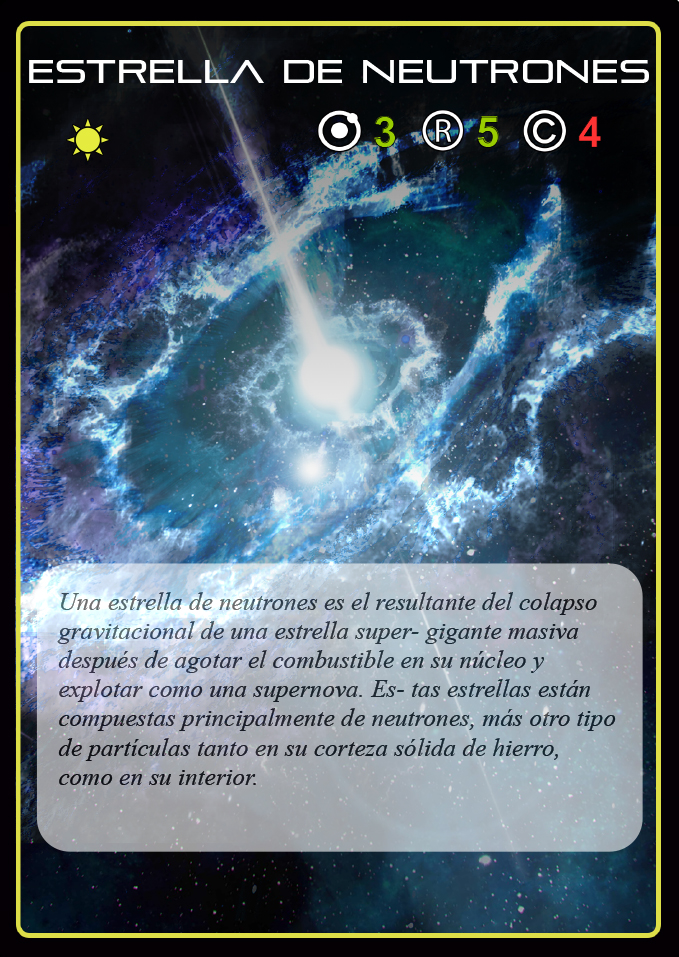 ESTRELLA DE NEUTRONES
3 ® 5 © 4
Una estrella de neutrones es el resultante del colapso
gravitacional de una estrella super- gigante masiva
después de agotar el combustible en su núcleo y
explotar como una supernova. Es- tas estrellas están
compuestas principalmente de neutrones, más otro tipo
de partículas tanto en su corteza sólida de hierro,
como en su interior.